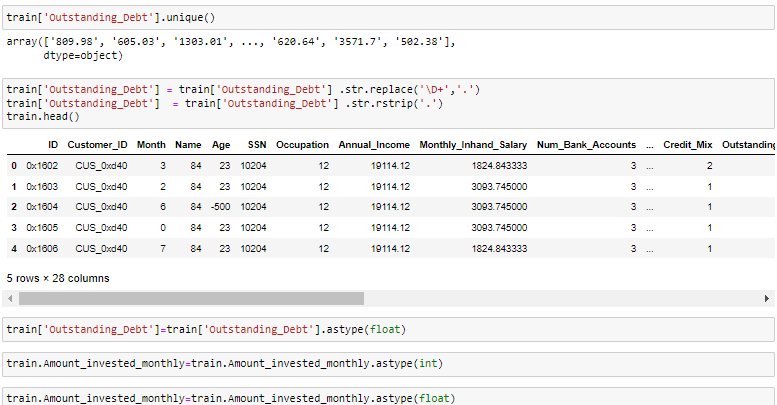 train['Outstanding_Debt'].unique()
array(['809.98', '605.03', '1303.01', ..., '620.64', '3571.7', '502.38'],
dtype=object)
train['Outstanding_Debt'] = train['Outstanding_Debt'] .str.replace('\D+','.')
train['Outstanding_Debt']  = train['Outstanding_Debt'] .str.rstrip('.')
train.head()
ID Customer_ID Month Name Age SSN Occupation Annual_Income Monthly_Inhand_Salary Num_Bank_Accounts ... Credit_Mix Outstanding
0 0x1602 CUS_0xd40 3 84 23 10204 12 19114.12 1824.843333 3 ... 2
1 0x1603 CUS_0xd40 2 84 23 10204 12 19114.12 3093.745000 3 ... 1
2 0x1604 CUS_0xd40 6 84 -500 10204 12 19114.12 3093.745000 3 ... 1
3 0x1605 CUS_0xd40 0 84 23 10204 12 19114.12 3093.745000 3 ... 1
4 0x1606 CUS_0xd40 7 84 23 10204 12 19114.12 1824.843333 3 ... 1
5 rows × 28 columns
train['Outstanding_Debt']=train['Outstanding_Debt'].astype(float)
train.Amount_invested_monthly=train.Amount_invested_monthly.astype(int)
train.Amount_invested_monthly=train.Amount_invested_monthly.astype(float)